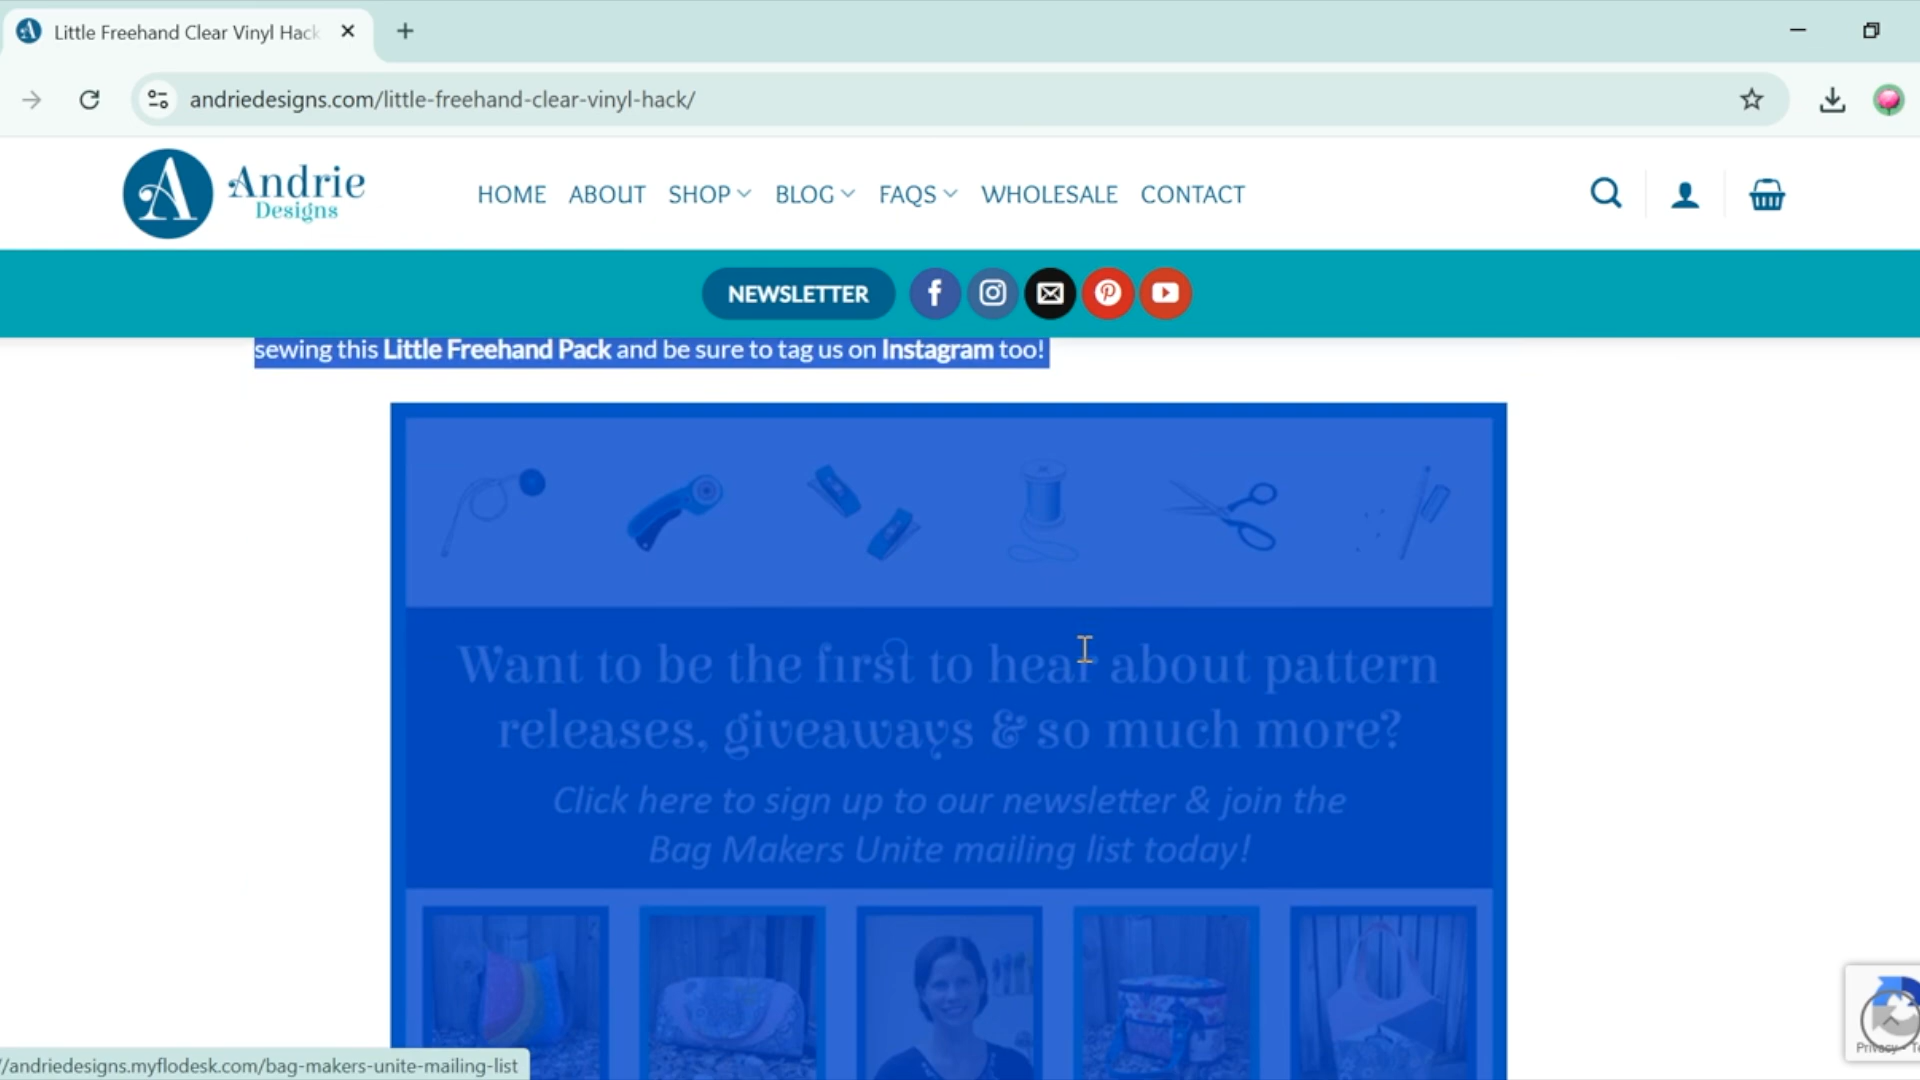 Little Freehand Clear Vinyl Hack
andriedesigns.com/little-freehand-clear-vinyl-hack/
A Andrie
Designs
HOME ABOUT SHOP BLOG FAQS WHOLESALE CONTACT
NEWSLETTER
sewing this Little Freehand Pack and be sure to tag us on Instagram too!
Want to be the first to hear about pattern
releases, giveaways & so much more?
Click here to sign up to our newsletter & join the
Bag Makers Unite mailing list today!
/andriedesigns.myflodesk.com/bag-makers-unite-mailing-list
Privacy